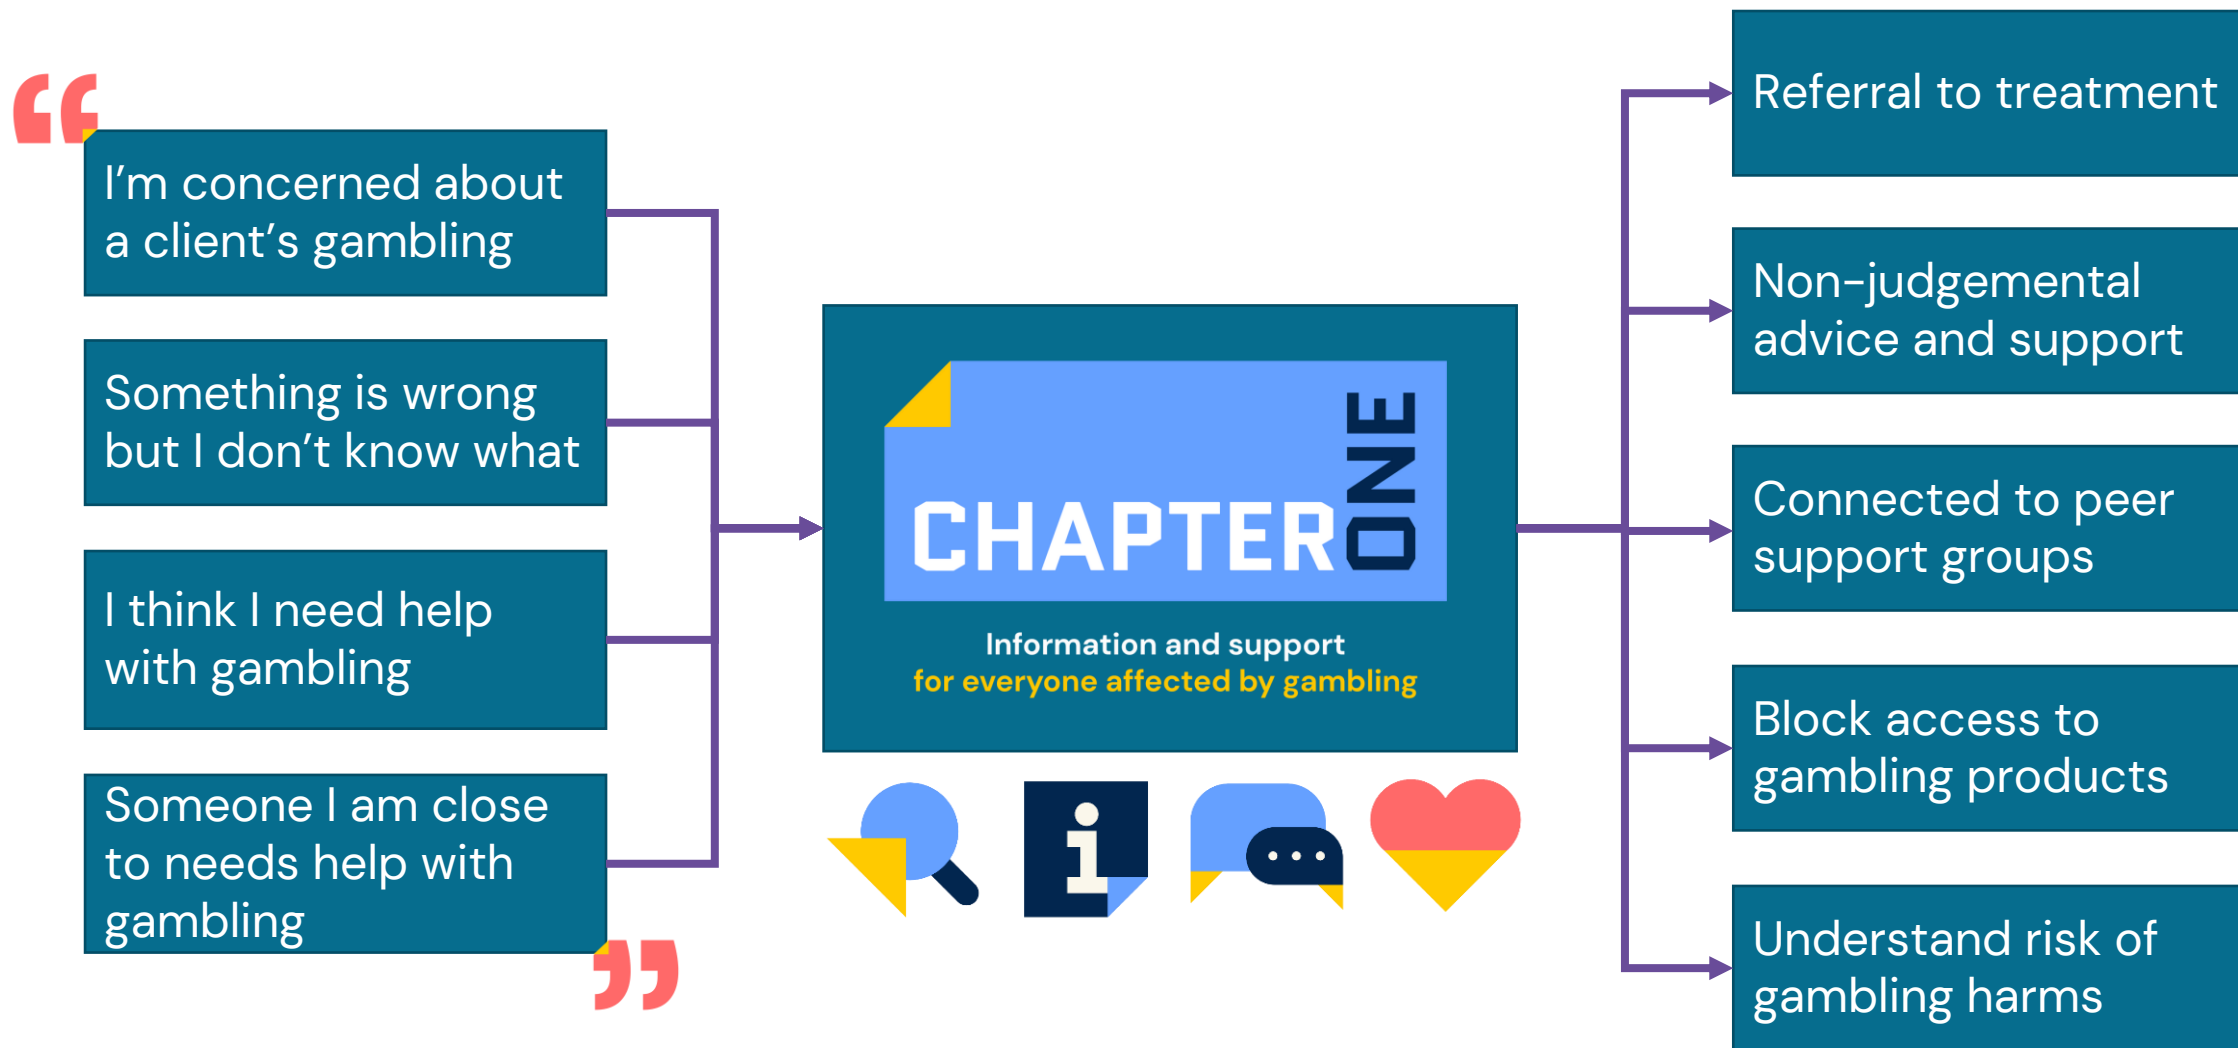 “
I’m concerned about
a client’s gambling
Something is wrong
but I don’t know what
I think I need help
with gambling
Someone I am close
to needs help with
gambling
”
CHAPTER ONE
Information and support
for everyone affected by gambling
i
Referral to treatment
Non-judgemental
advice and support
Connected to peer
support groups
Block access to
gambling products
Understand risk of
gambling harms